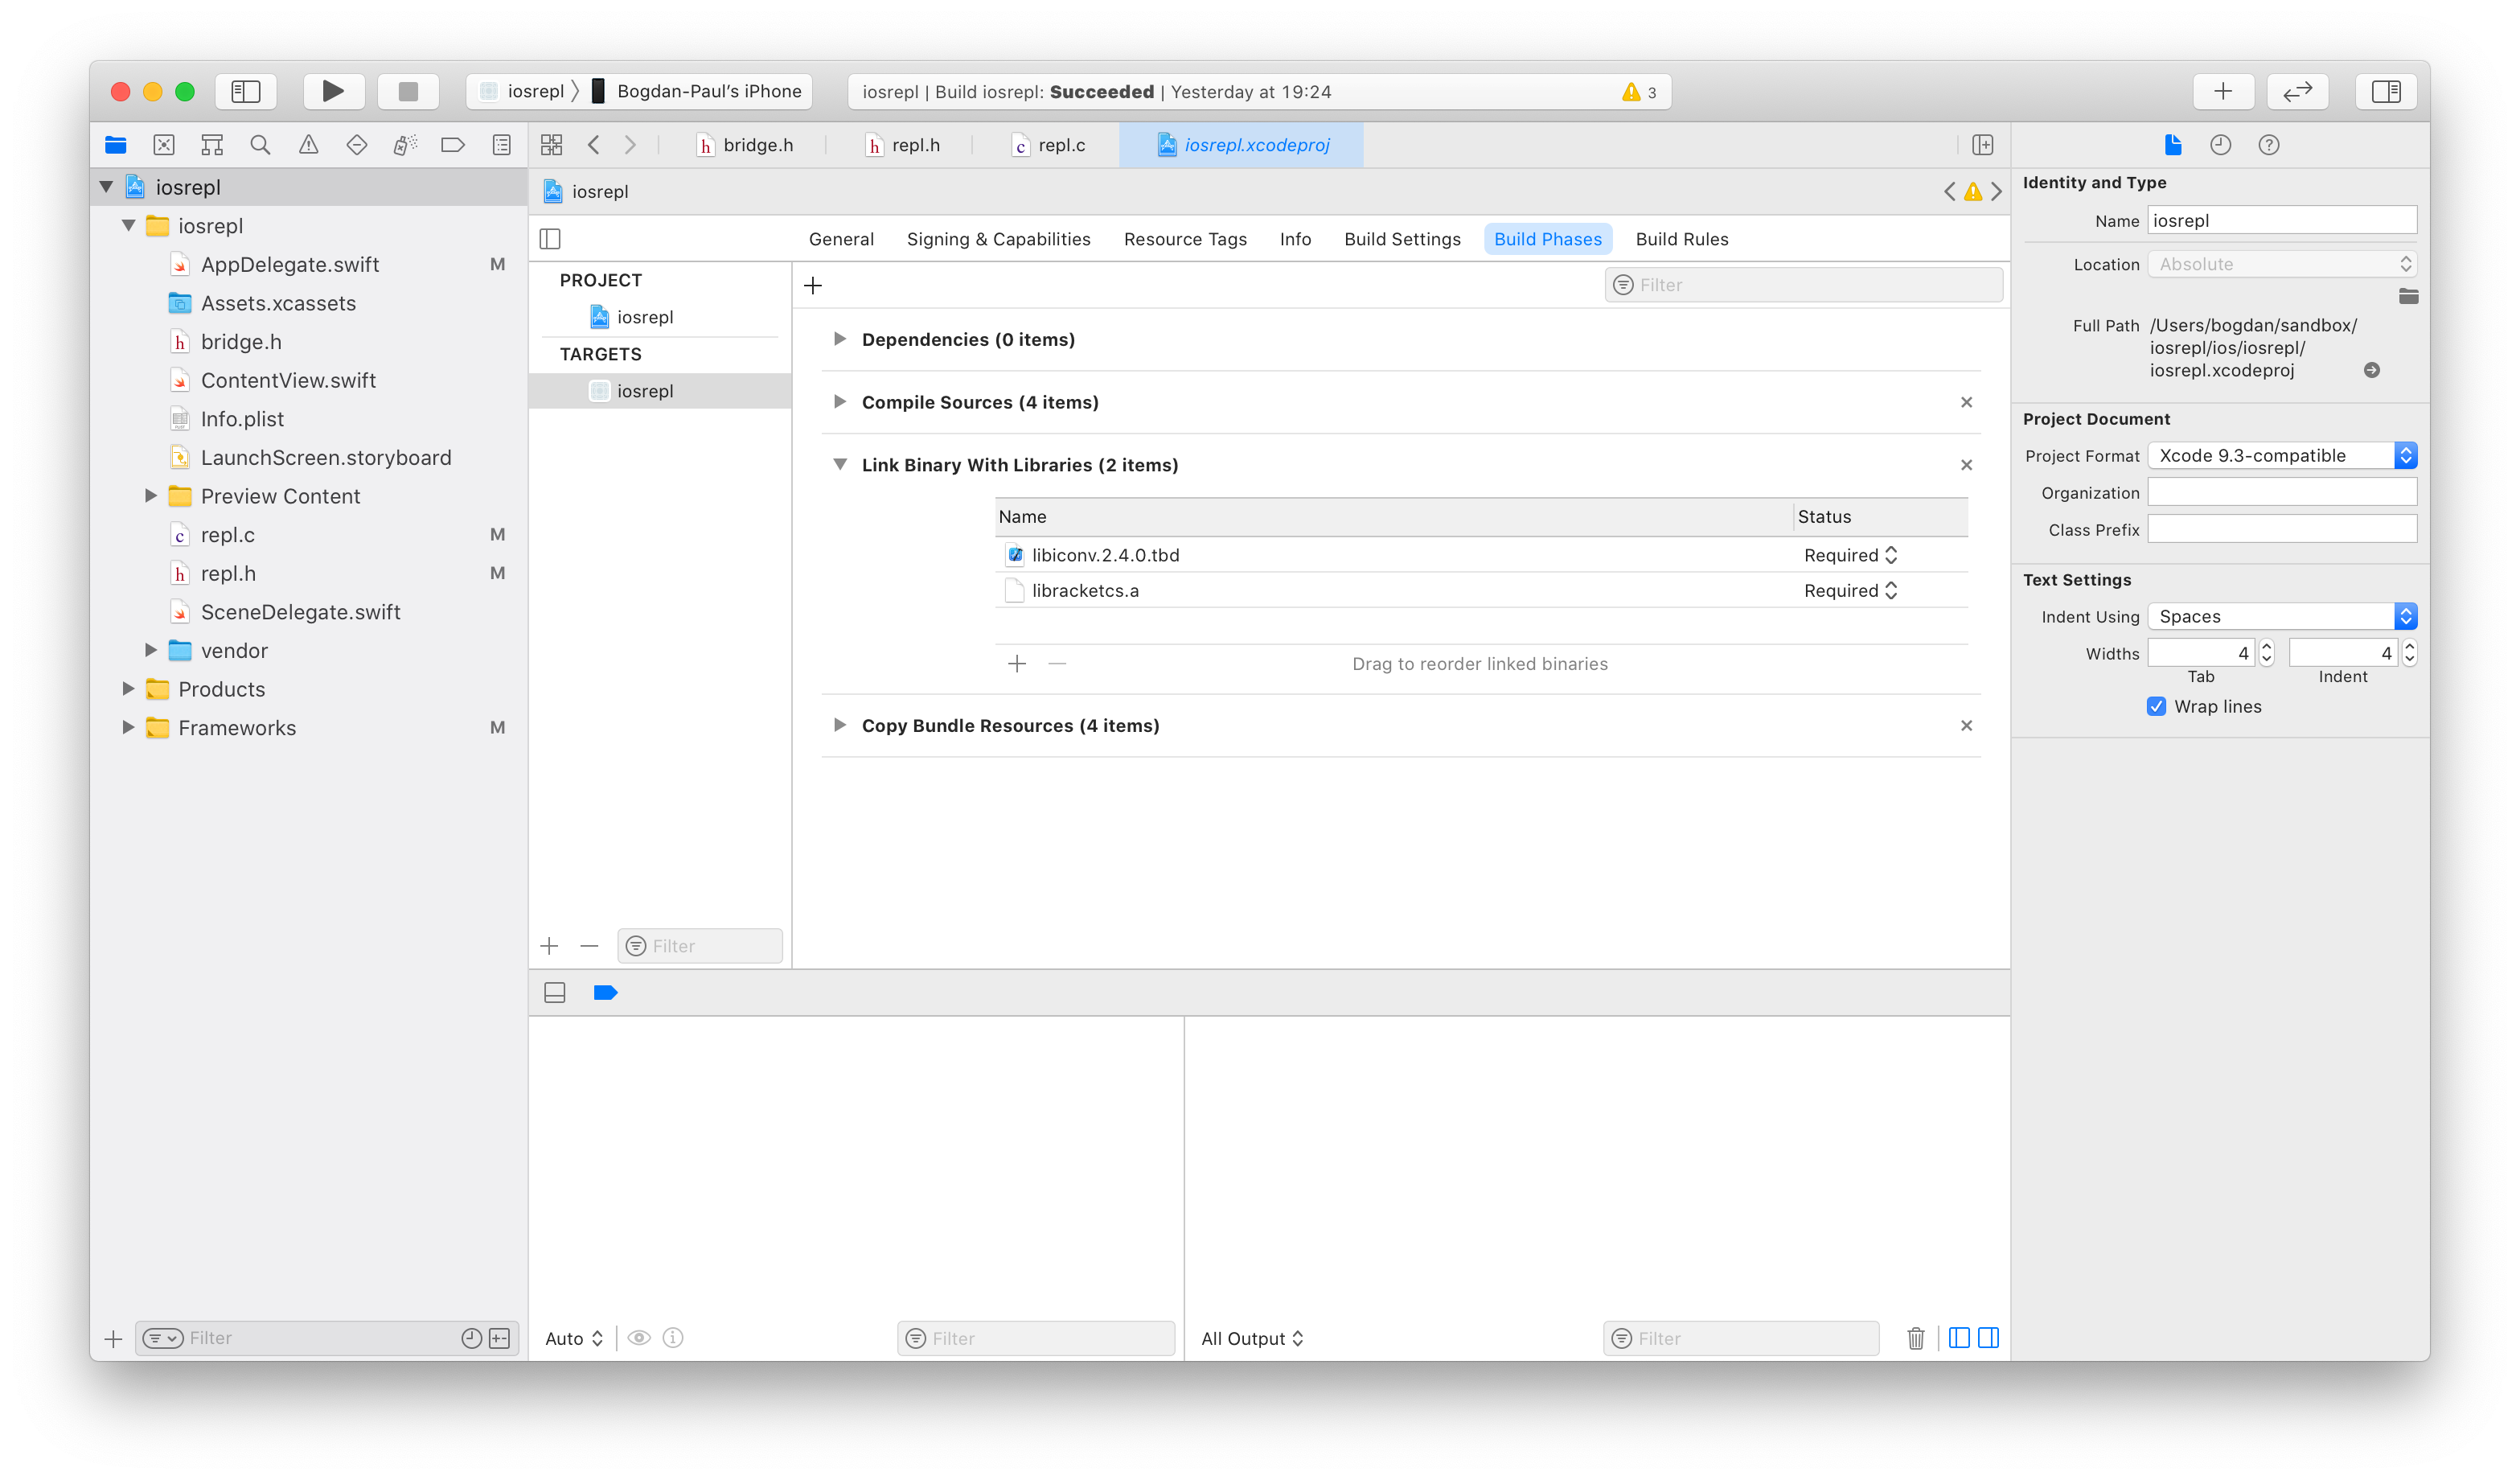 iosrepl 〉 Bogdan-Paul’s iPhone
iosrepl | Build iosrepl: Succeeded | Yesterday at 19:24
3
bridge.h
repl.h
repl.c
iosrepl.xcodeproj
iosrepl
iosrepl
AppDelegate.swift M
Assets.xcassets
bridge.h
ContentView.swift
Info.plist
LaunchScreen.storyboard
Preview Content
repl.c M
repl.h M
SceneDelegate.swift
vendor
Products
Frameworks M
Filter
iosrepl
General Signing & Capabilities Resource Tags Info Build Settings Build Phases Build Rules
PROJECT
iosrepl
TARGETS
iosrepl
Filter
Filter
Dependencies (0 items)
Compile Sources (4 items)
Link Binary With Libraries (2 items)
Name Status
libiconv.2.4.0.tbd Required
libracketcs.a Required
Drag to reorder linked binaries
Copy Bundle Resources (4 items)
Auto
Filter
All Output
Filter
Identity and Type
Name iosrepl
Location Absolute
Full Path /Users/bogdan/sandbox/
iosrepl/ios/iosrepl/
iosrepl.xcodeproj
Project Document
Project Format Xcode 9.3-compatible
Organization
Class Prefix
Text Settings
Indent Using Spaces
Widths 4 4
Tab Indent
Wrap lines